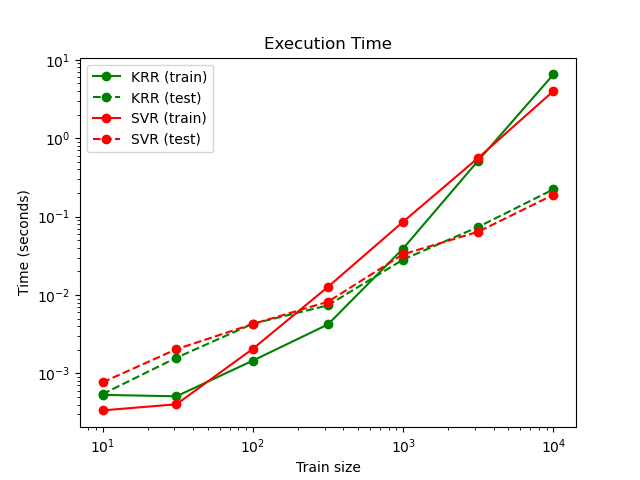 Execution Time
KRR (train)
KRR (test)
SVR (train)
SVR (test)
Time (seconds)
10¹
10⁰
10⁻¹
10⁻²
10⁻³
10¹
10²
10³
10⁴
Train size